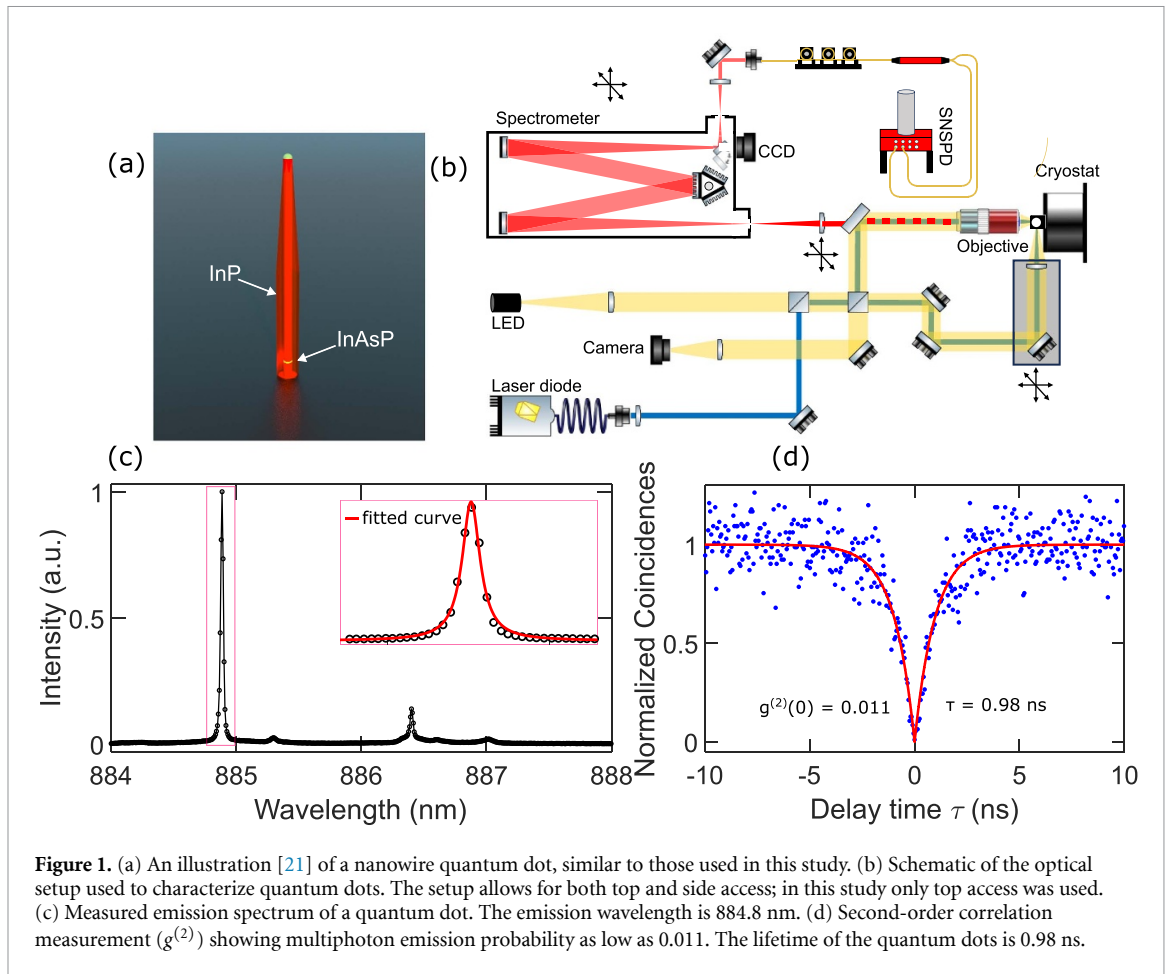 (a)
InP
InAsP
(b)
Spectrometer
CCD
SNSPD
Cryostat
Objective
LED
Camera
Laser diode
(c)
Intensity (a.u.)
1
0.5
0
fitted curve
884
885
886
887
888
Wavelength (nm)
(d)
Normalized Coincidences
1
0.5
0
g⁽²⁾(0) = 0.011
τ = 0.98 ns
-10
-5
0
5
10
Delay time τ (ns)
Figure 1. (a) An illustration [21] of a nanowire quantum dot, similar to those used in this study. (b) Schematic of the optical
setup used to characterize quantum dots. The setup allows for both top and side access; in this study only top access was used.
(c) Measured emission spectrum of a quantum dot. The emission wavelength is 884.8 nm. (d) Second-order correlation
measurement (g⁽²⁾) showing multiphoton emission probability as low as 0.011. The lifetime of the quantum dots is 0.98 ns.